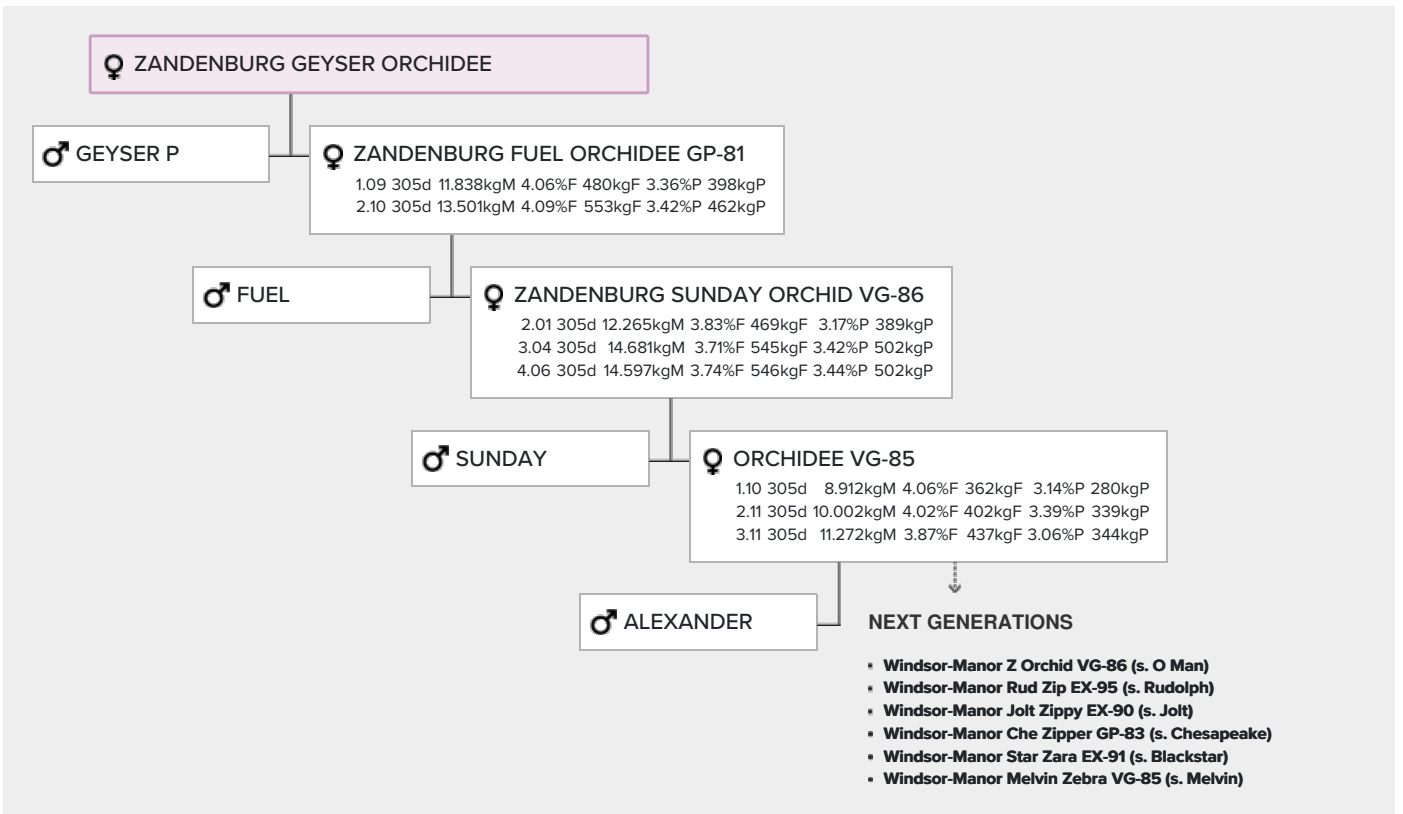 ZANDENBURG GEYSER ORCHIDEE
GEYSER P
ZANDENBURG FUEL ORCHIDEE GP-81
1.09 305d 11.838kgM 4.06%F 480kgF 3.36%P 398kgP
2.10 305d 13.501kgM 4.09%F 553kgF 3.42%P 462kgP
FUEL
ZANDENBURG SUNDAY ORCHID VG-86
2.01 305d 12.265kgM 3.83%F 469kgF 3.17%P 389kgP
3.04 305d 14.681kgM 3.71%F 545kgF 3.42%P 502kgP
4.06 305d 14.597kgM 3.74%F 546kgF 3.44%P 502kgP
SUNDAY
ORCHIDEE VG-85
1.10 305d 8.912kgM 4.06%F 362kgF 3.14%P 280kgP
2.11 305d 10.002kgM 4.02%F 402kgF 3.39%P 339kgP
3.11 305d 11.272kgM 3.87%F 437kgF 3.06%P 344kgP
ALEXANDER
NEXT GENERATIONS
• Windsor-Manor Z Orchid VG-86 (s. O Man)
• Windsor-Manor Rud Zip EX-95 (s. Rudolph)
• Windsor-Manor Jolt Zippy EX-90 (s. Jolt)
• Windsor-Manor Che Zipper GP-83 (s. Chesapeake)
• Windsor-Manor Star Zara EX-91 (s. Blackstar)
• Windsor-Manor Melvin Zebra VG-85 (s. Melvin)